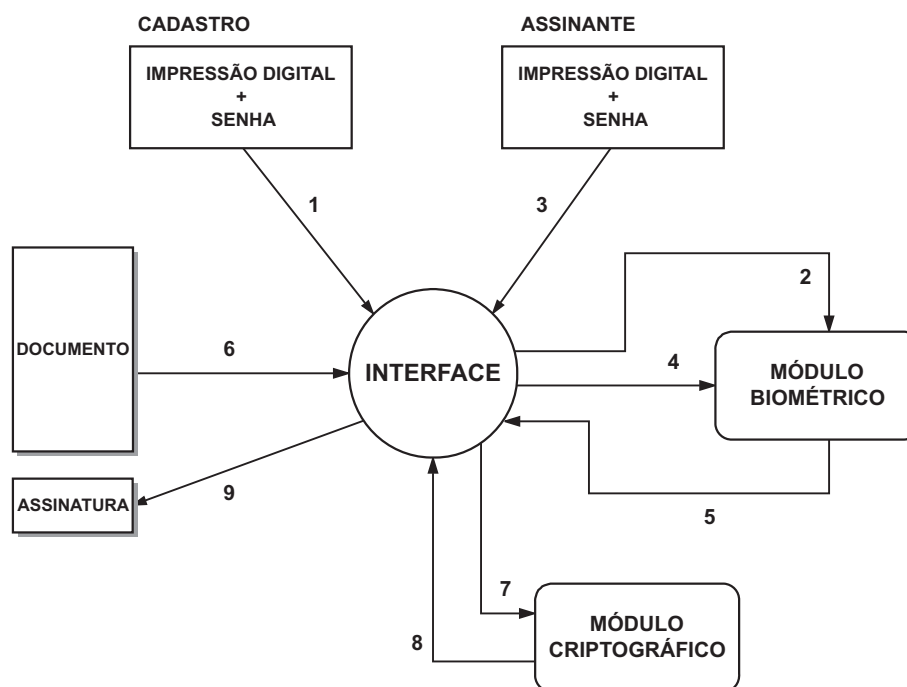 CADASTRO
IMPRESSÃO DIGITAL
+
SENHA
ASSINANTE
IMPRESSÃO DIGITAL
+
SENHA
1
3
2
DOCUMENTO
6
INTERFACE
4
MÓDULO
BIOMÉTRICO
ASSINATURA
9
5
7
8
MÓDULO
CRIPTOGRÁFICO